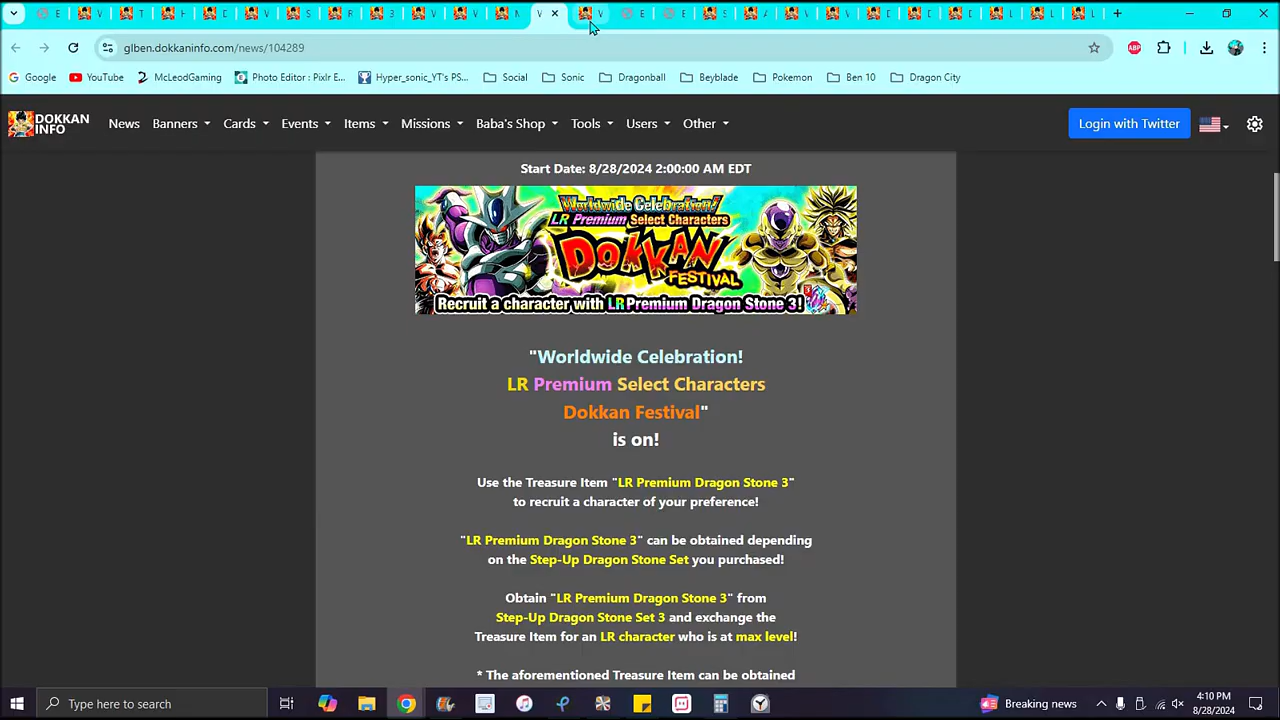 E V T H D V S R 3 V V M V V E E S A V V D D D L L L
glben.dokkaninfo.com/news/104289
ABP
Google YouTube McLeodGaming Photo Editor : Pixlr E... Hyper_sonic_YT's PS... Social Sonic Dragonball Beyblade Pokemon Ben 10 Dragon City
DOKKAN
INFO
News Banners Cards Events Items Missions Baba's Shop Tools Users Other Login with Twitter
Start Date: 8/28/2024 2:00:00 AM EDT
Worldwide Celebration!
LR Premium Select Characters
DOKKAN
FESTIVAL
Recruit a character with LR Premium Dragon Stone 3!
"Worldwide Celebration!
LR Premium Select Characters
Dokkan Festival"
is on!
Use the Treasure Item "LR Premium Dragon Stone 3"
to recruit a character of your preference!
"LR Premium Dragon Stone 3" can be obtained depending
on the Step-Up Dragon Stone Set you purchased!
Obtain "LR Premium Dragon Stone 3" from
Step-Up Dragon Stone Set 3 and exchange the
Treasure Item for an LR character who is at max level!
* The aforementioned Treasure Item can be obtained
Type here to search
Breaking news
4:10 PM
8/28/2024